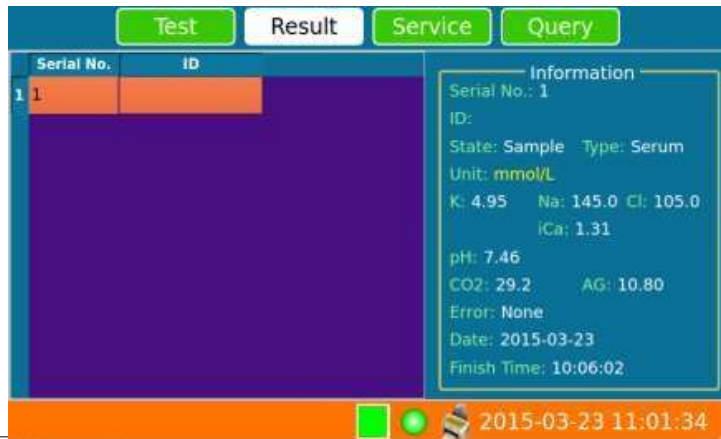 Test Result Service Query
Serial No. ID
1 1
Information
Serial No.: 1
ID:
State: Sample Type: Serum
Unit: mmol/L
K: 4.95 Na: 145.0 Cl: 105.0
iCa: 1.31
pH: 7.46
CO2: 29.2 AG: 10.80
Error: None
Date: 2015-03-23
Finish Time: 10:06:02
2015-03-23 11:01:34